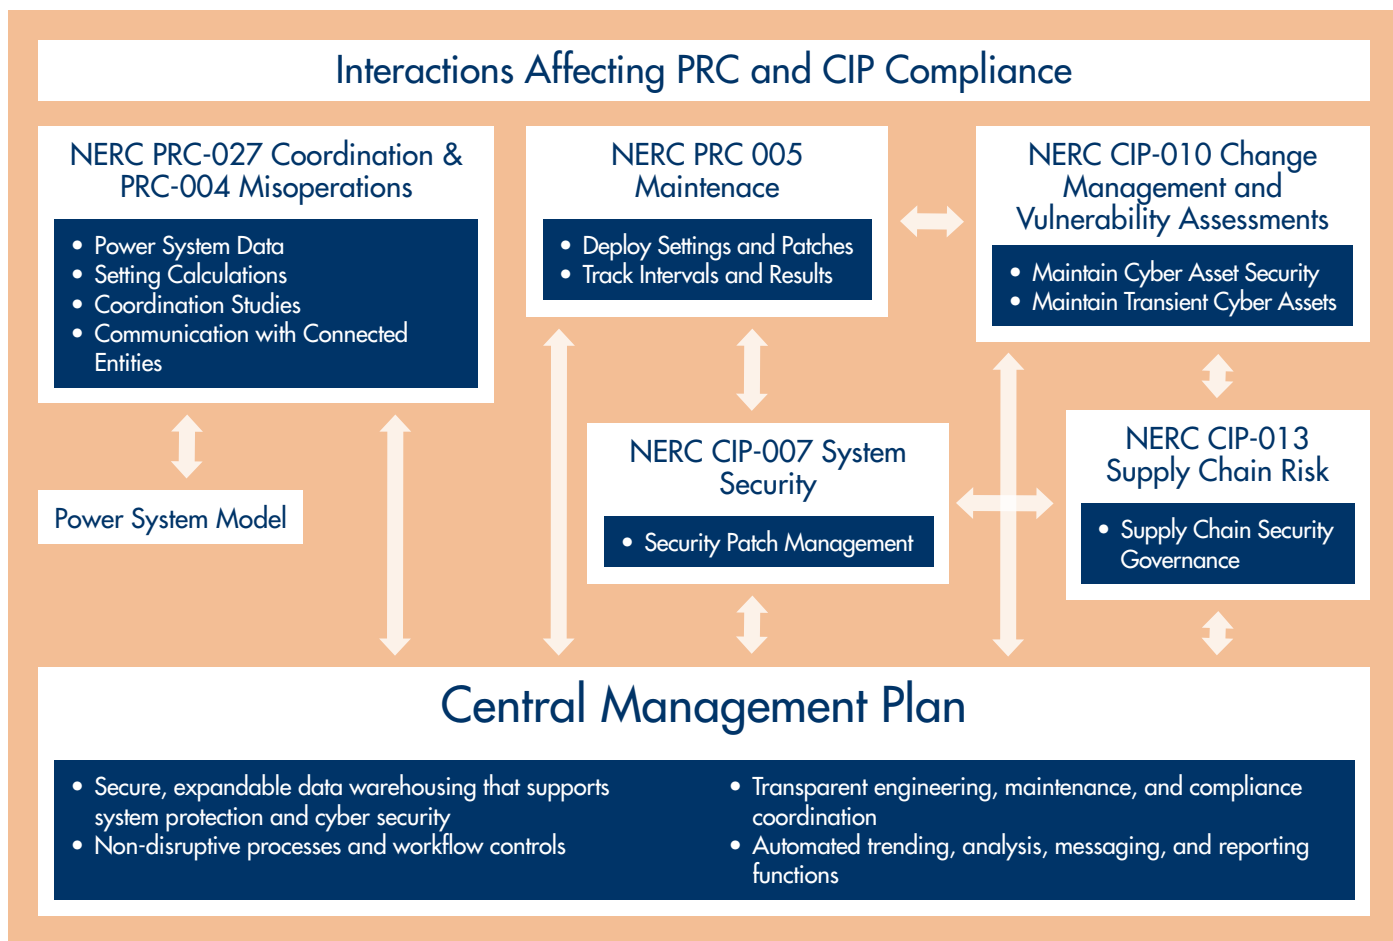 Interactions Affecting PRC and CIP Compliance
NERC PRC-027 Coordination &
PRC-004 Misoperations
• Power System Data
• Setting Calculations
• Coordination Studies
• Communication with Connected
Entities
Power System Model
NERC PRC 005
Maintenace
• Deploy Settings and Patches
• Track Intervals and Results
NERC CIP-010 Change
Management and
Vulnerability Assessments
• Maintain Cyber Asset Security
• Maintain Transient Cyber Assets
NERC CIP-007 System
Security
• Security Patch Management
NERC CIP-013
Supply Chain Risk
• Supply Chain Security
Governance
Central Management Plan
• Secure, expandable data warehousing that supports
system protection and cyber security
• Non-disruptive processes and workflow controls
• Transparent engineering, maintenance, and compliance
coordination
• Automated trending, analysis, messaging, and reporting
functions